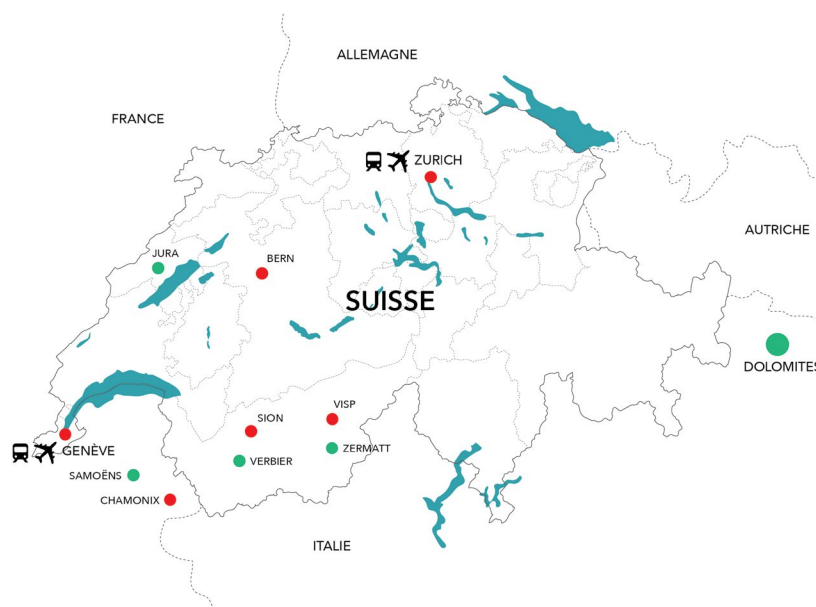 ALLEMAGNE
FRANCE
ZURICH
AUTRICHE
JURA
BERN
SUISSE
DOLOMITES
VISP
SION
GENÈVE
ZERMATT
VERBIER
SAMOËNS
CHAMONIX
ITALIE